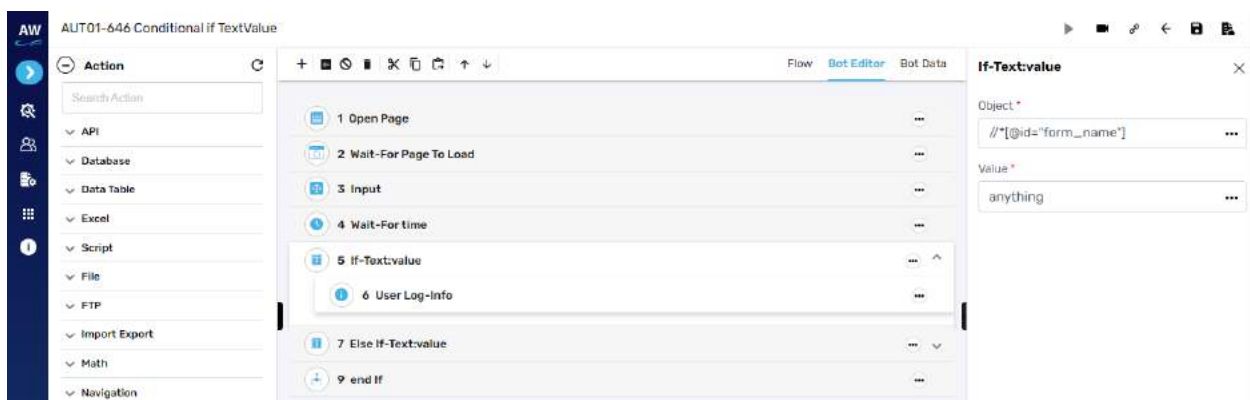 AW
AUT01-646 Conditional if TextValue
Action
Search Action
API
Database
Data Table
Excel
Script
File
FTP
Import Export
Math
Navigation
Flow Bot Editor Bot Data
1 Open Page
2 Wait-For Page To Load
3 Input
4 Wait-For time
5 If-Text:value
6 User Log-Info
7 Else If-Text:value
9 end If
If-Text:value
Object *
//*[@id="form_name"]
Value *
anything